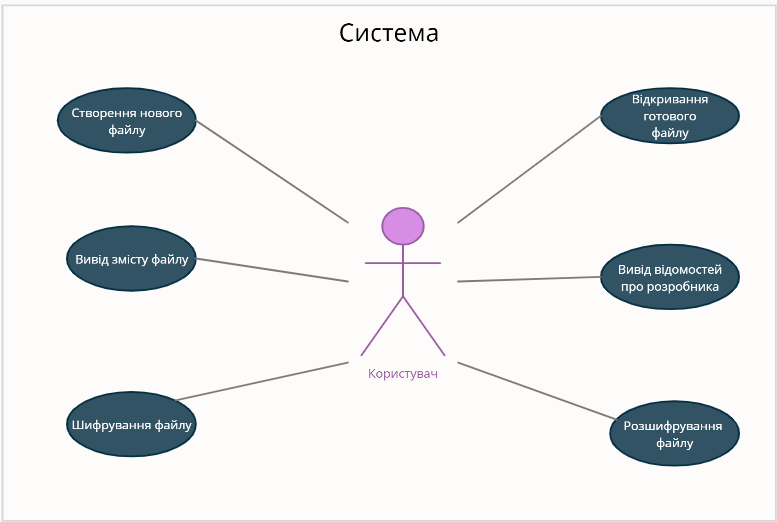 Система
Створення нового
файлу
Відкривання
готового
файлу
Вивід змісту файлу
Вивід відомостей
про розробника
Користувач
Шифрування файлу
Розшифрування
файлу